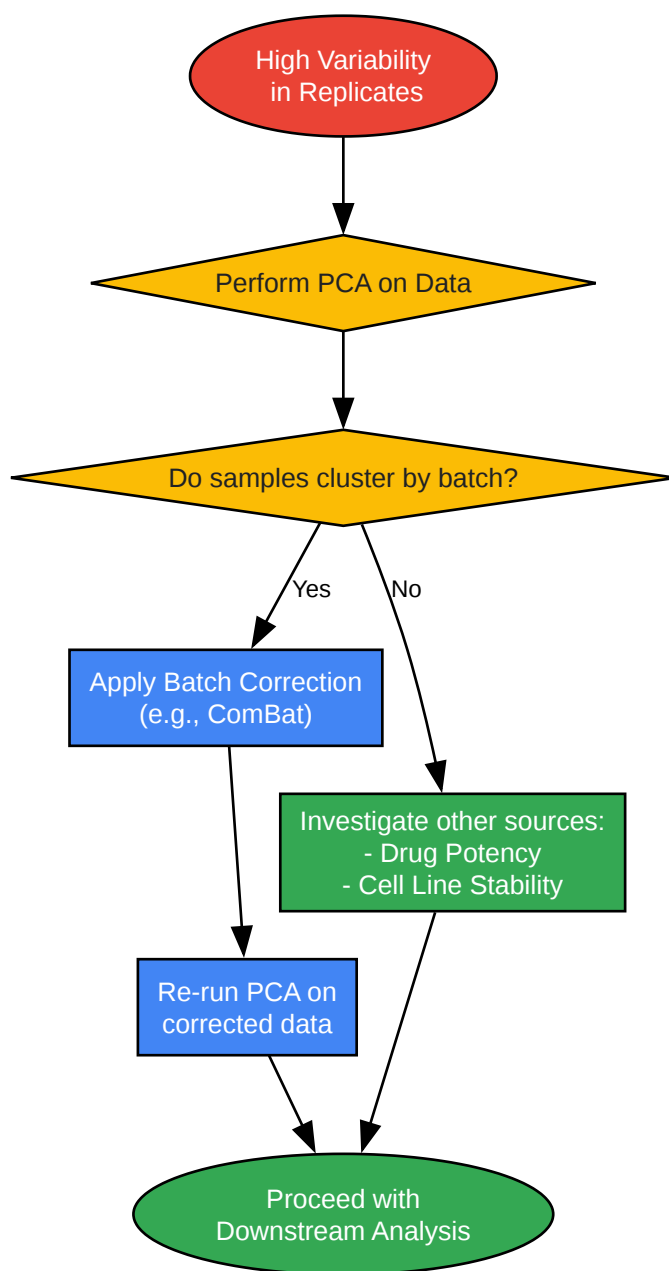 High Variability
in Replicates
Perform PCA on Data
Do samples cluster by batch?
Yes
No
Apply Batch Correction
(e.g., ComBat)
Investigate other sources:
- Drug Potency
- Cell Line Stability
Re-run PCA on
corrected data
Proceed with
Downstream Analysis